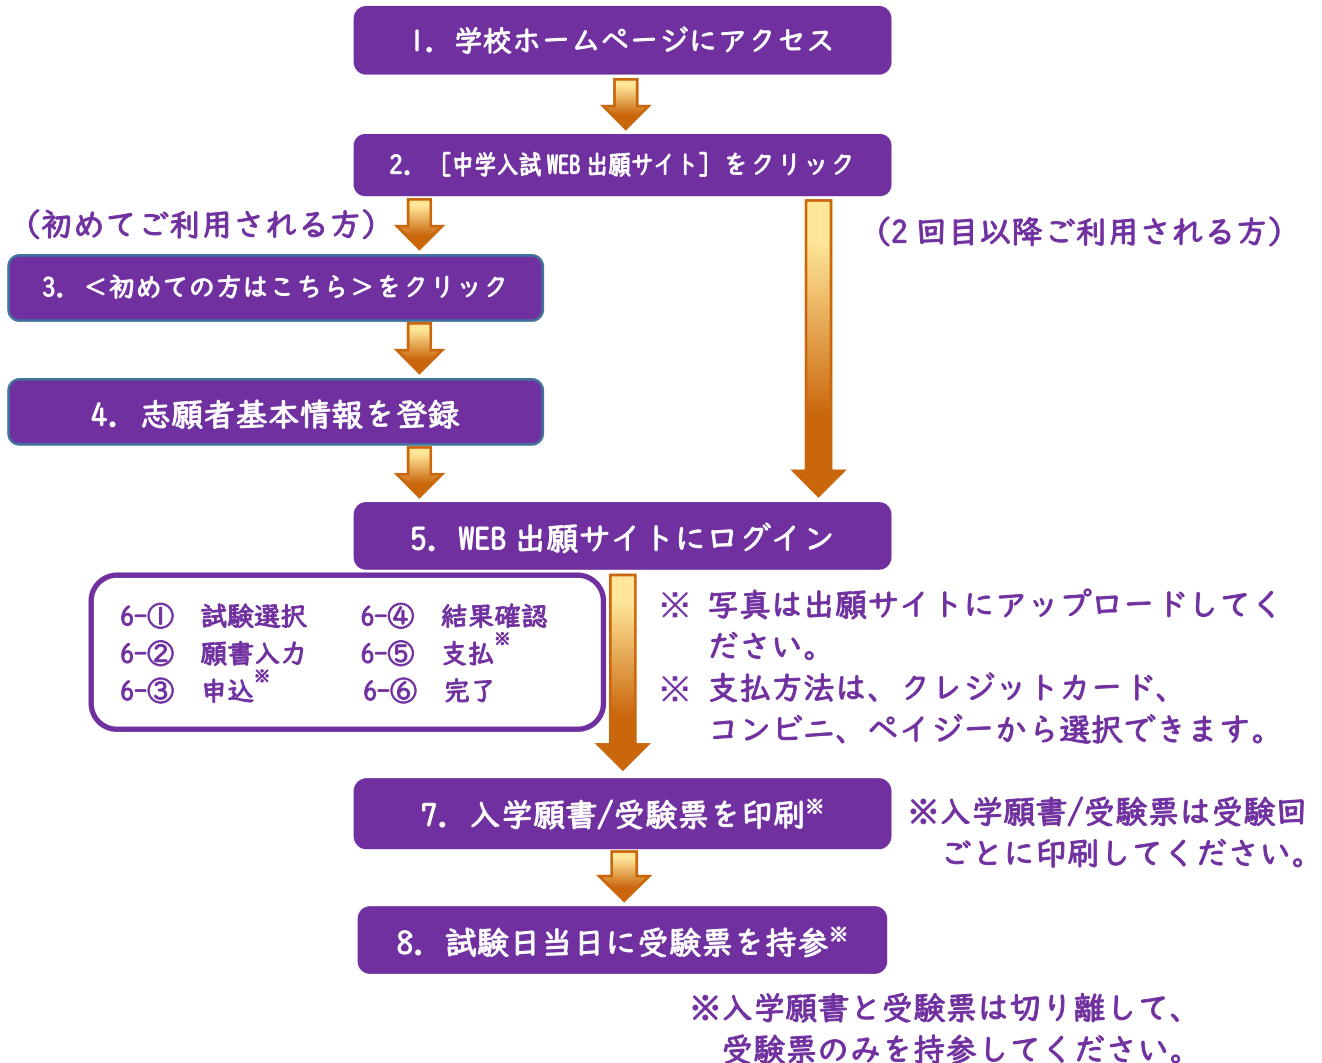 1. 学校ホームページにアクセス
2. [中学入試WEB出願サイト]をクリック
(初めてご利用される方)
(2回目以降ご利用される方)
3. <初めての方はこちら>をクリック
4. 志願者基本情報を登録
5. WEB出願サイトにログイン
6-① 試験選択 6-④ 結果確認
6-② 願書入力 6-⑤ 支払※
6-③ 申込※ 6-⑥ 完了
※ 写真は出願サイトにアップロードしてく
ださい。
※ 支払方法は、クレジットカード、
コンビニ、ペイジーから選択できます。
7. 入学願書/受験票を印刷※
※入学願書/受験票は受験回
ごとに印刷してください。
8. 試験日当日に受験票を持参※
※入学願書と受験票は切り離して、
受験票のみを持参してください。